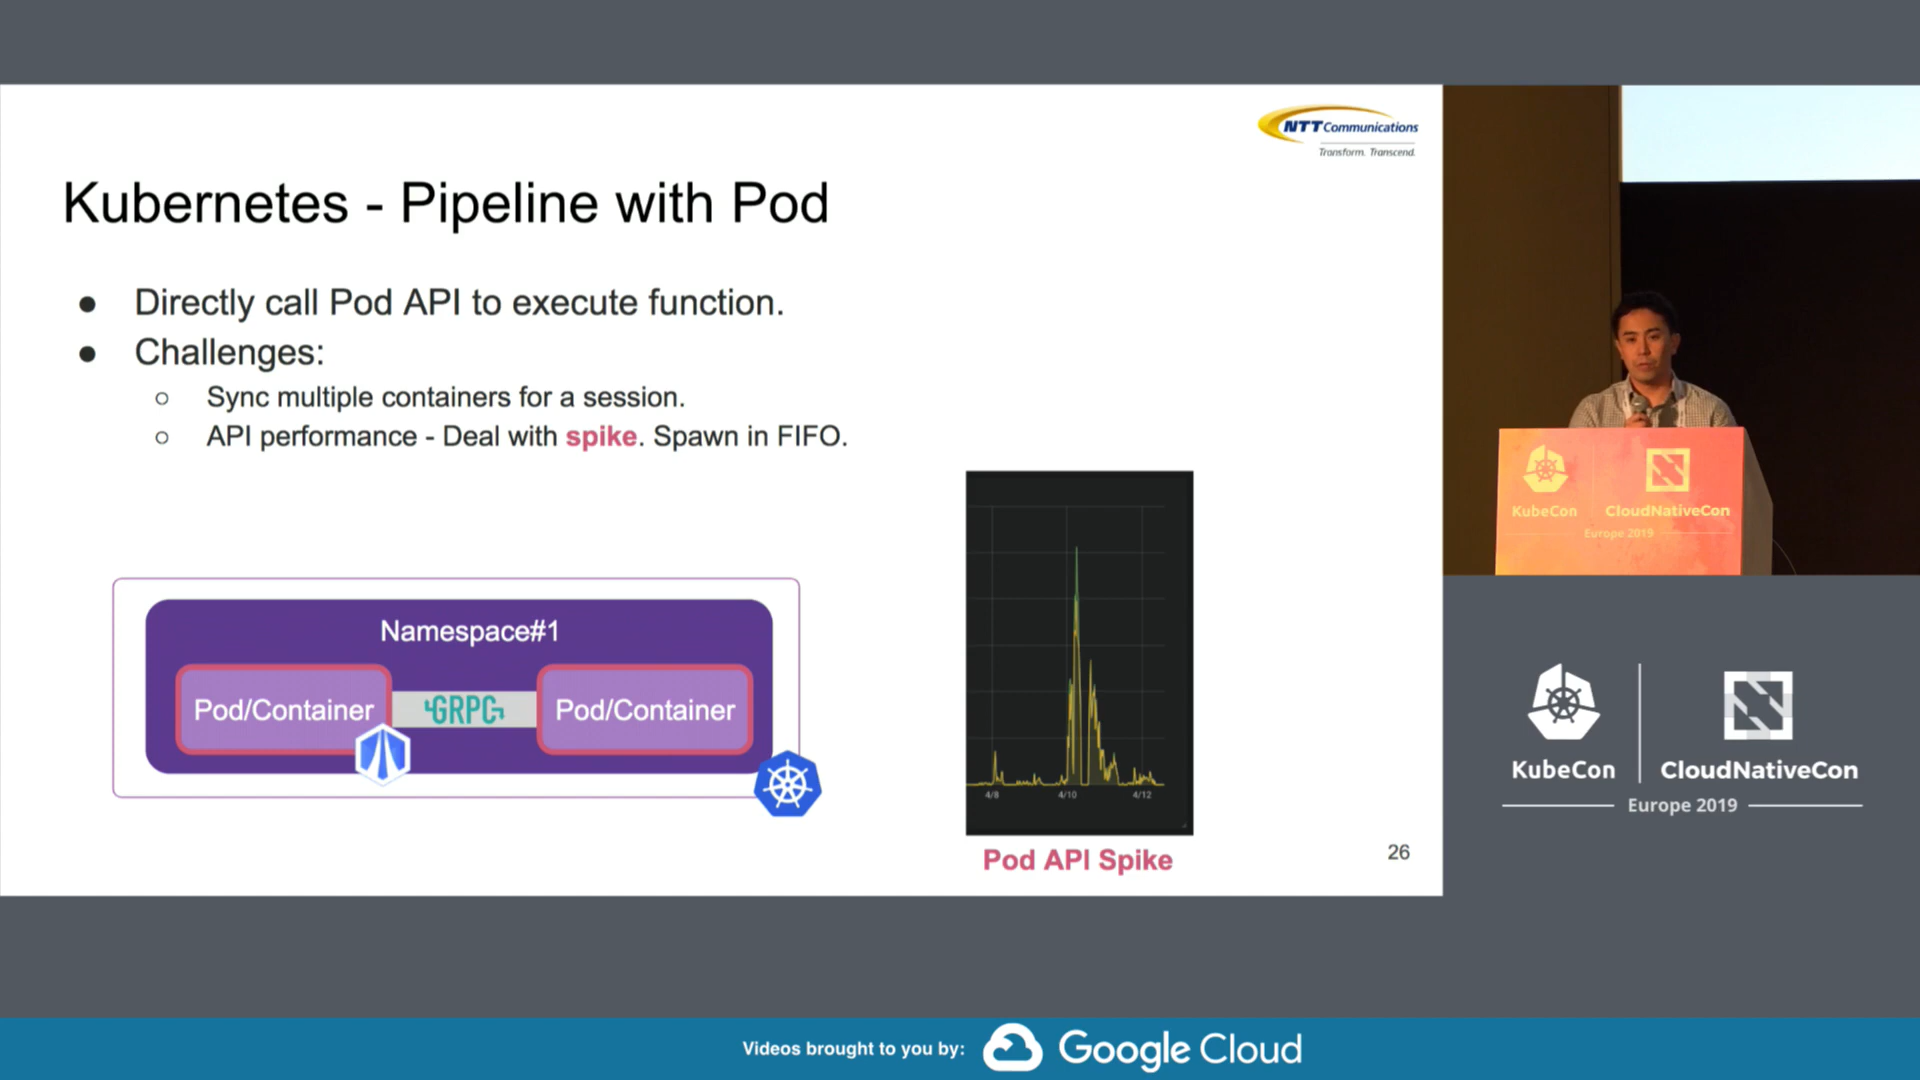 NTT Communications
Transform. Transcend.
Kubernetes - Pipeline with Pod
● Directly call Pod API to execute function.
● Challenges:
○ Sync multiple containers for a session.
○ API performance - Deal with spike. Spawn in FIFO.
Namespace#1
Pod/Container
GRPC
Pod/Container
4/8 4/10 4/12
Pod API Spike
26
KubeCon CloudNativeCon
Europe 2019
KubeCon CloudNativeCon
Europe 2019
Videos brought to you by: Google Cloud